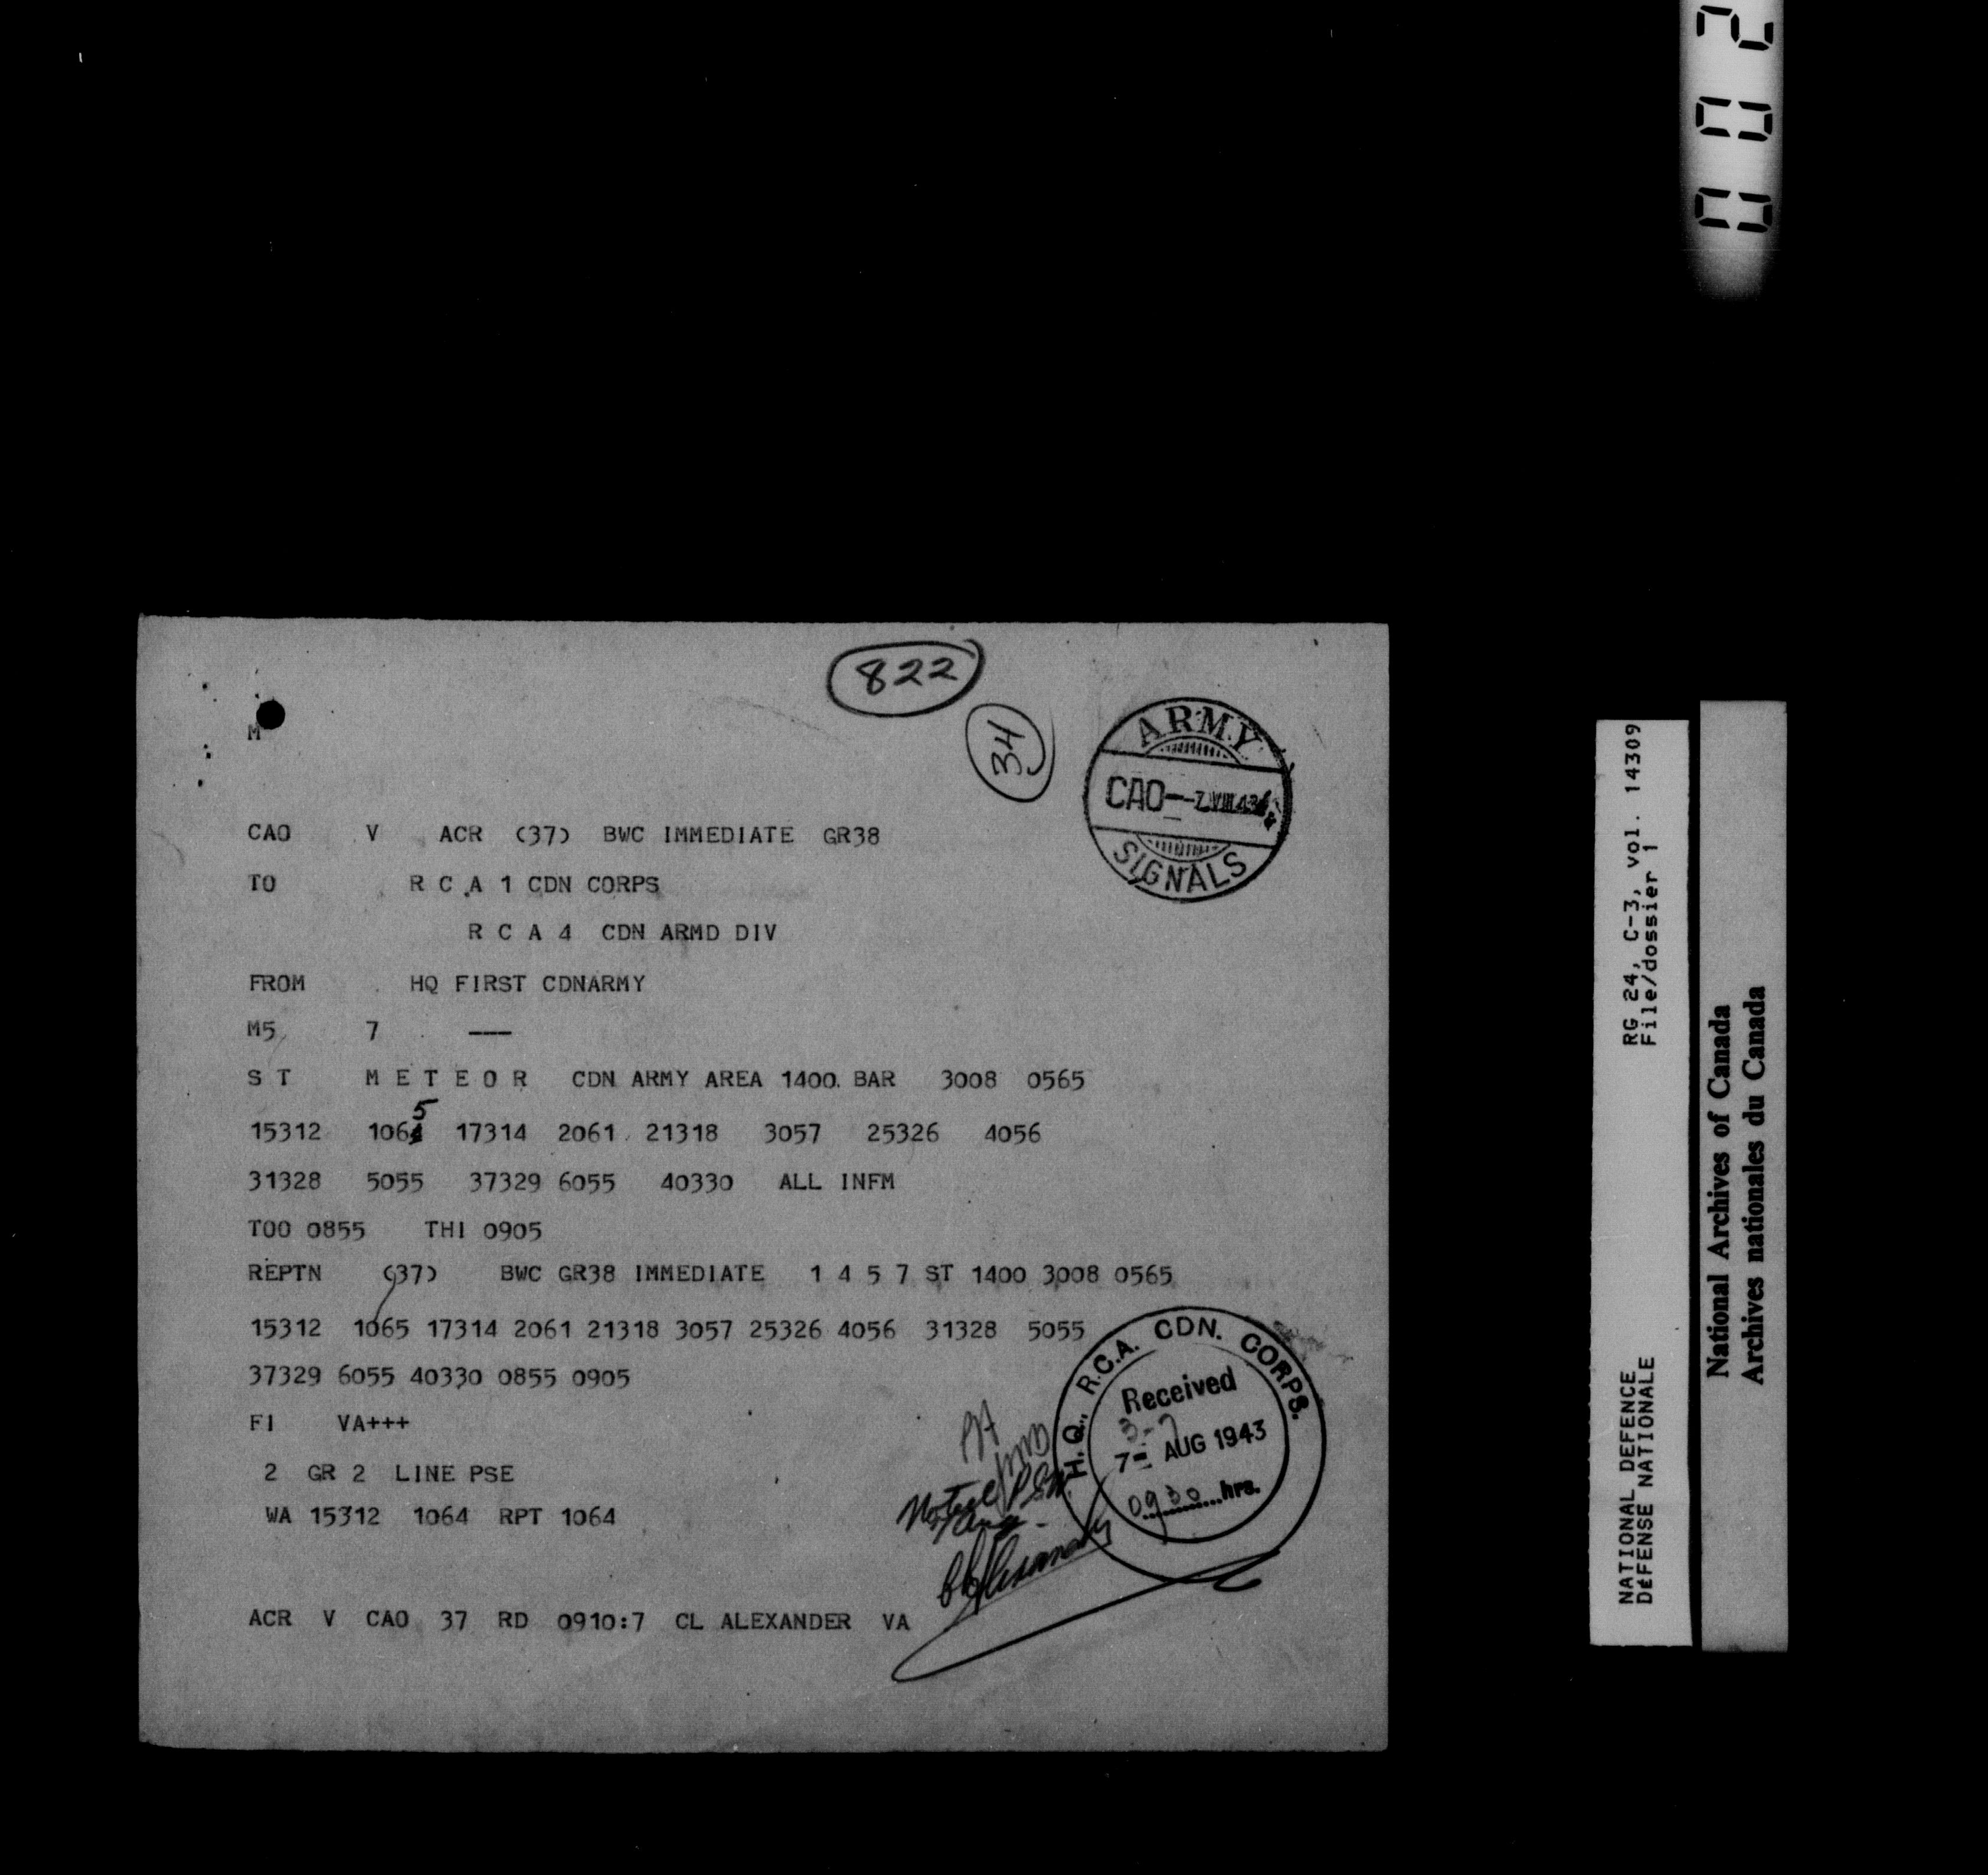 002
822
34
ARMY
CAO-7.VIII.43
SIGNALS
M
CAO V ACR (37) BWC IMMEDIATE GR38
TO R C A 1 CDN CORPS
R C A 4 CDN ARMD DIV
FROM HQ FIRST CDNARMY
M5 7 ---
S T M E T E O R CDN ARMY AREA 1400. BAR 3008 0565
5
15312 1064 17314 2061 21318 3057 25326 4056
31328 5055 37329 6055 40330 ALL INFM
TOO 0855 THI 0905
REPTN (37) BWC GR38 IMMEDIATE 1 4 5 7 ST 1400 3008 0565
15312 1065 17314 2061 21318 3057 25326 4056 31328 5055
37329 6055 40330 0855 0905
FI VA+++
2 GR 2 LINE PSE
WA 15312 1064 RPT 1064
ACR V CAO 37 RD 0910:7 CL ALEXANDER VA
H.Q., R.C.A. CDN. CORPS.
Received
7- AUG 1943
0930 hrs.
RG 24, C-3, vol. 14309
File/dossier 1
NATIONAL DEFENCE
DÉFENSE NATIONALE
National Archives of Canada
Archives nationales du Canada